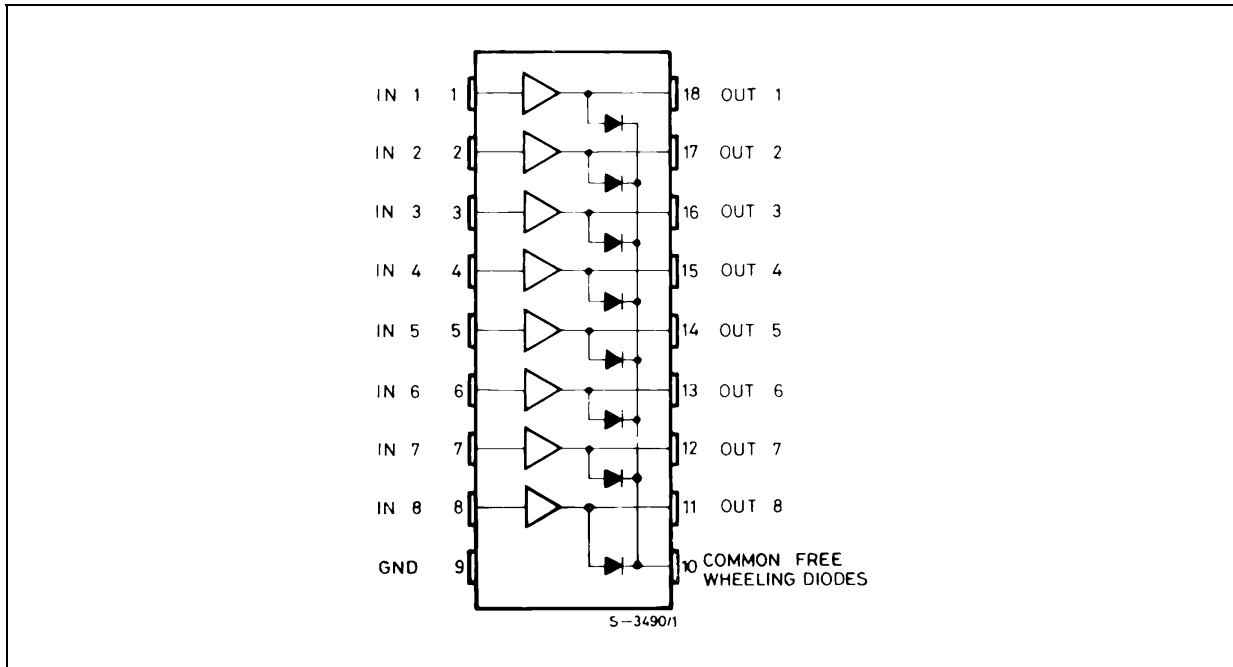 IN 1 1 18 OUT 1
IN 2 2 17 OUT 2
IN 3 3 16 OUT 3
IN 4 4 15 OUT 4
IN 5 5 14 OUT 5
IN 6 6 13 OUT 6
IN 7 7 12 OUT 7
IN 8 8 11 OUT 8
GND 9 10 COMMON FREE
WHEELING DIODES
S-3490/1